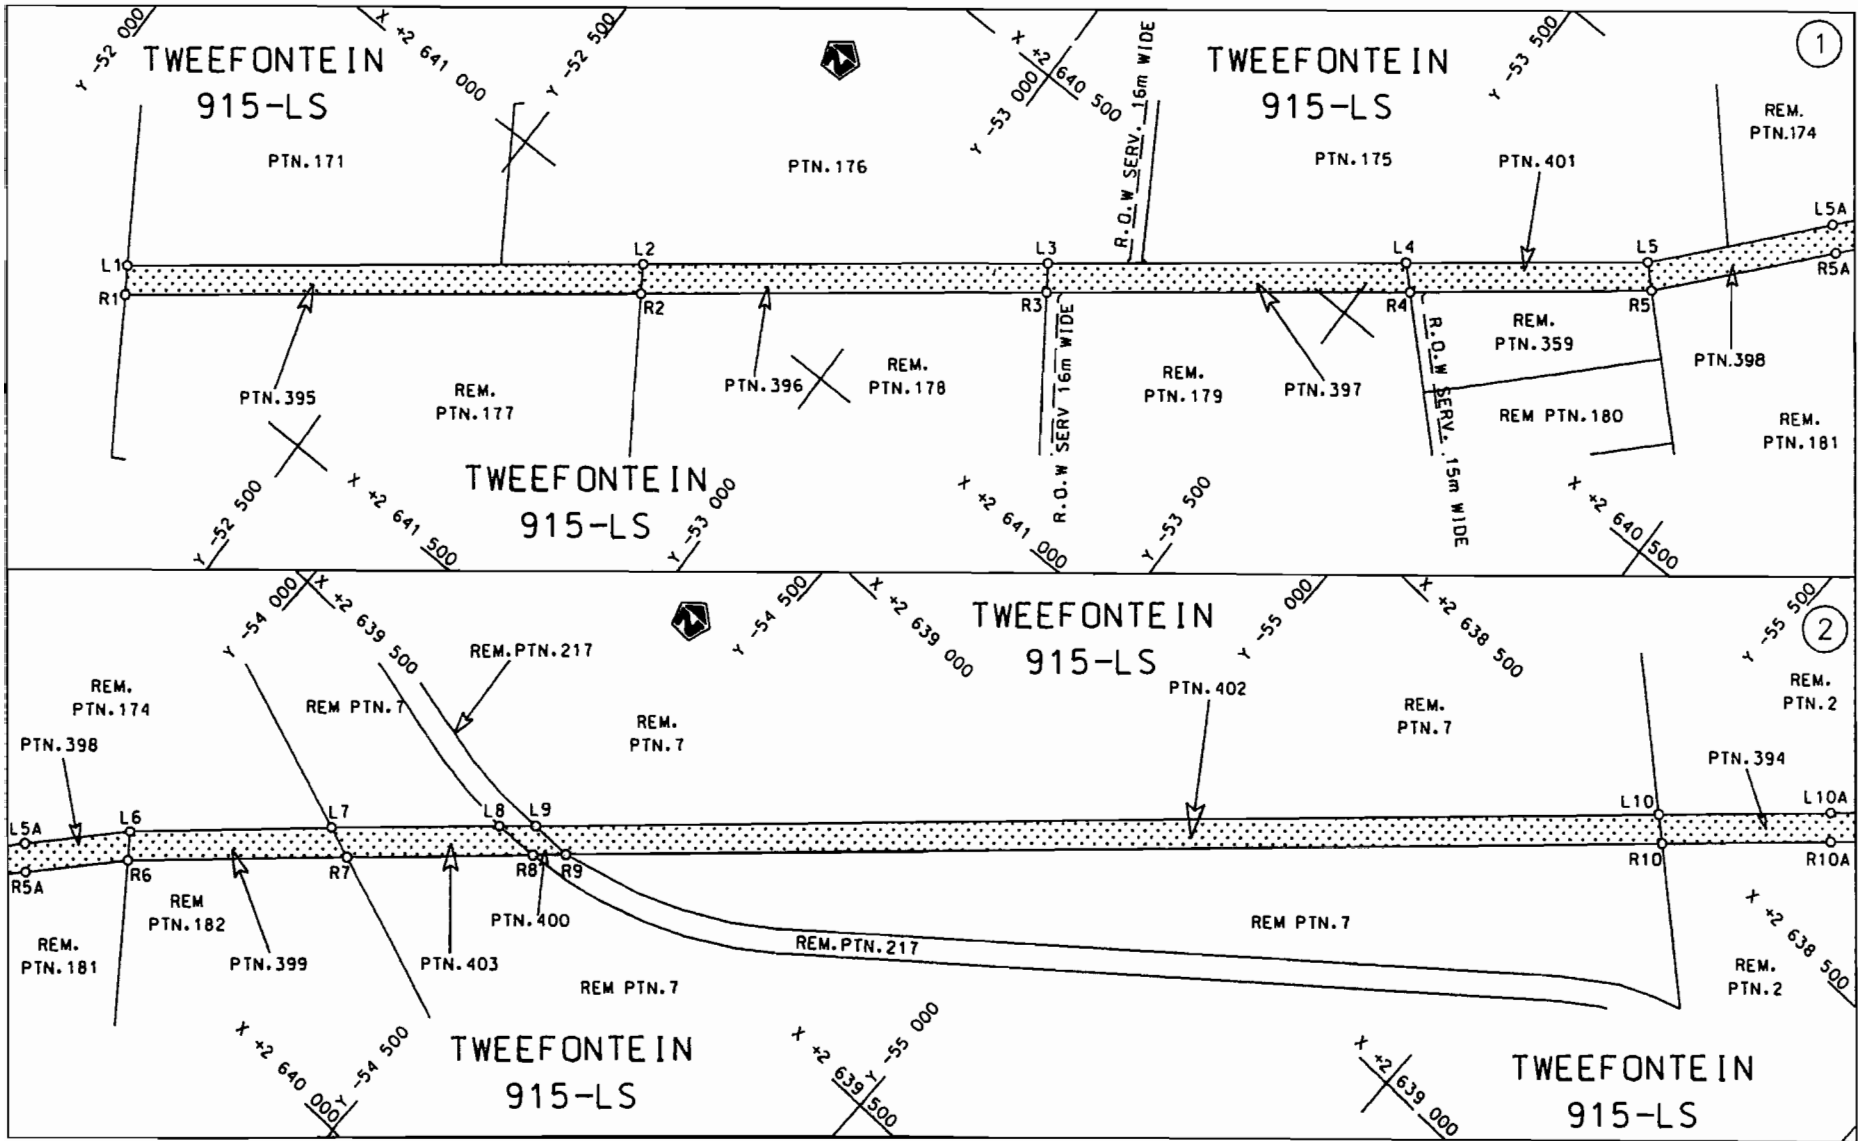 Y -52 000
TWEEFONTEIN
915-LS
X +2 641 000
Y -52 500
PTN.171
PTN.176
X +2 640 500
Y -53 000
R.O.W SERV. 16m WIDE
TWEEFONTEIN
915-LS
Y -53 500
1
REM.
PTN.174
PTN.175
PTN.401
L1
L2
L3
L4
L5
L5A
R1
R2
R3
R4
R5
R5A
PTN.395
REM.
PTN.177
PTN.396
REM.
PTN.178
R.O.W SERV 16m WIDE
REM.
PTN.179
PTN.397
R.O.W SERV. 15m WIDE
REM.
PTN.359
REM PTN.180
PTN.398
REM.
PTN.181
Y -52 500
X +2 641 500
TWEEFONTEIN
915-LS
Y -53 000
X +2 641 000
Y -53 500
X +2 640 500
Y -54 000
X +2 639 500
REM.PTN.217
Y -54 500
X +2 639 000
TWEEFONTEIN
915-LS
Y -55 000
X +2 638 500
Y -55 500
2
REM.
PTN.174
REM PTN.7
REM.
PTN.7
PTN.402
REM.
PTN.7
REM.
PTN.2
PTN.398
PTN.394
L5A
L6
L7
L8
L9
L10
L10A
R5A
R6
R7
R8
R9
R10
R10A
REM.
PTN.181
REM
PTN.182
PTN.399
PTN.403
PTN.400
REM PTN.7
REM.PTN.217
REM PTN.7
REM.
PTN.2
X +2 638 500
X +2 640 000
Y -54 500
TWEEFONTEIN
915-LS
X +2 639 500
Y -55 000
X +2 639 000
TWEEFONTEIN
915-LS